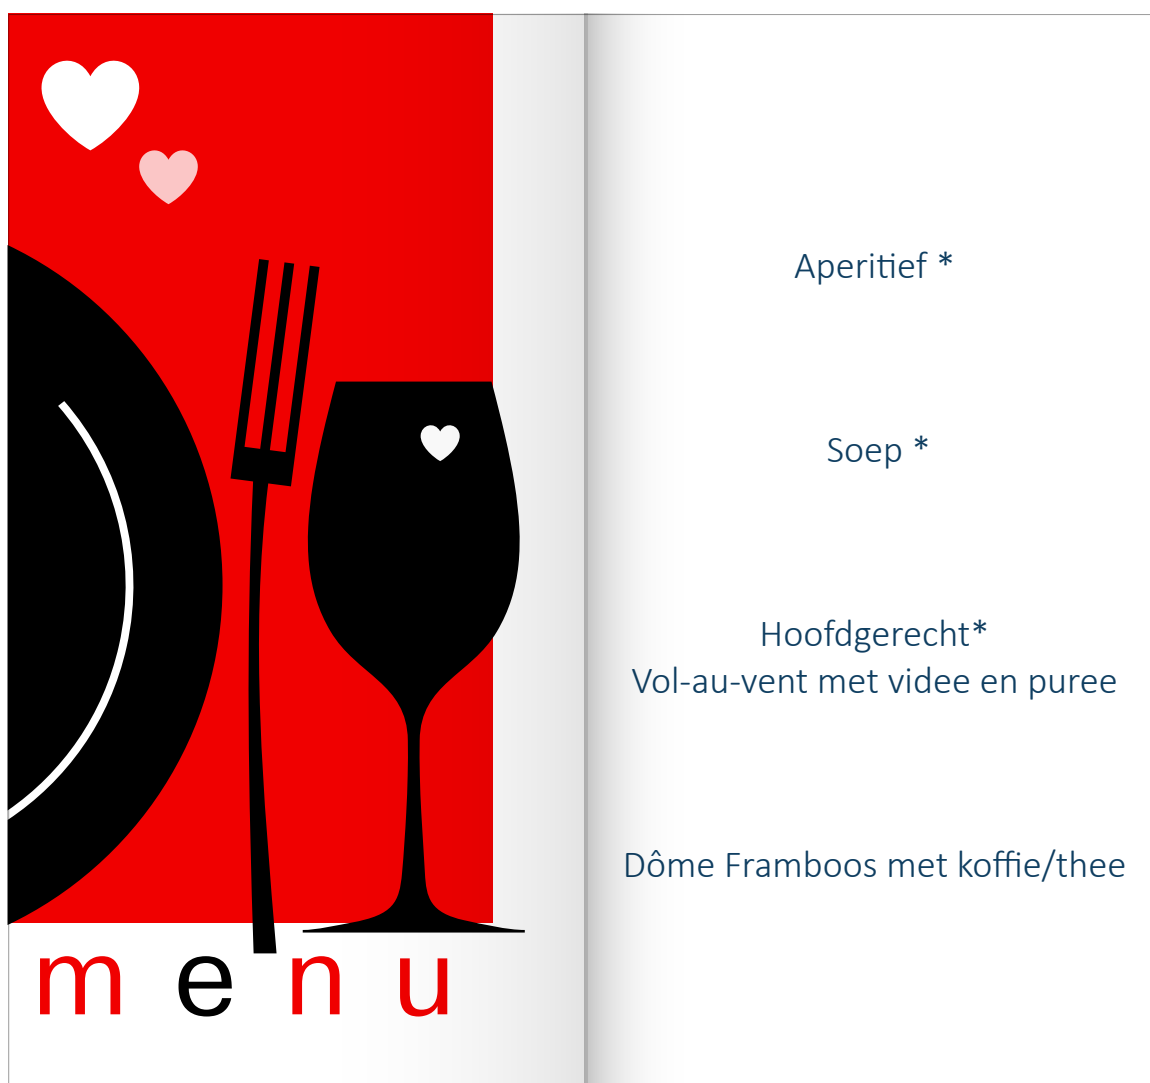 menu
Aperitief *
Soep *
Hoofdgerecht*
Vol-au-vent met videe en puree
Dôme Framboos met koffie/thee